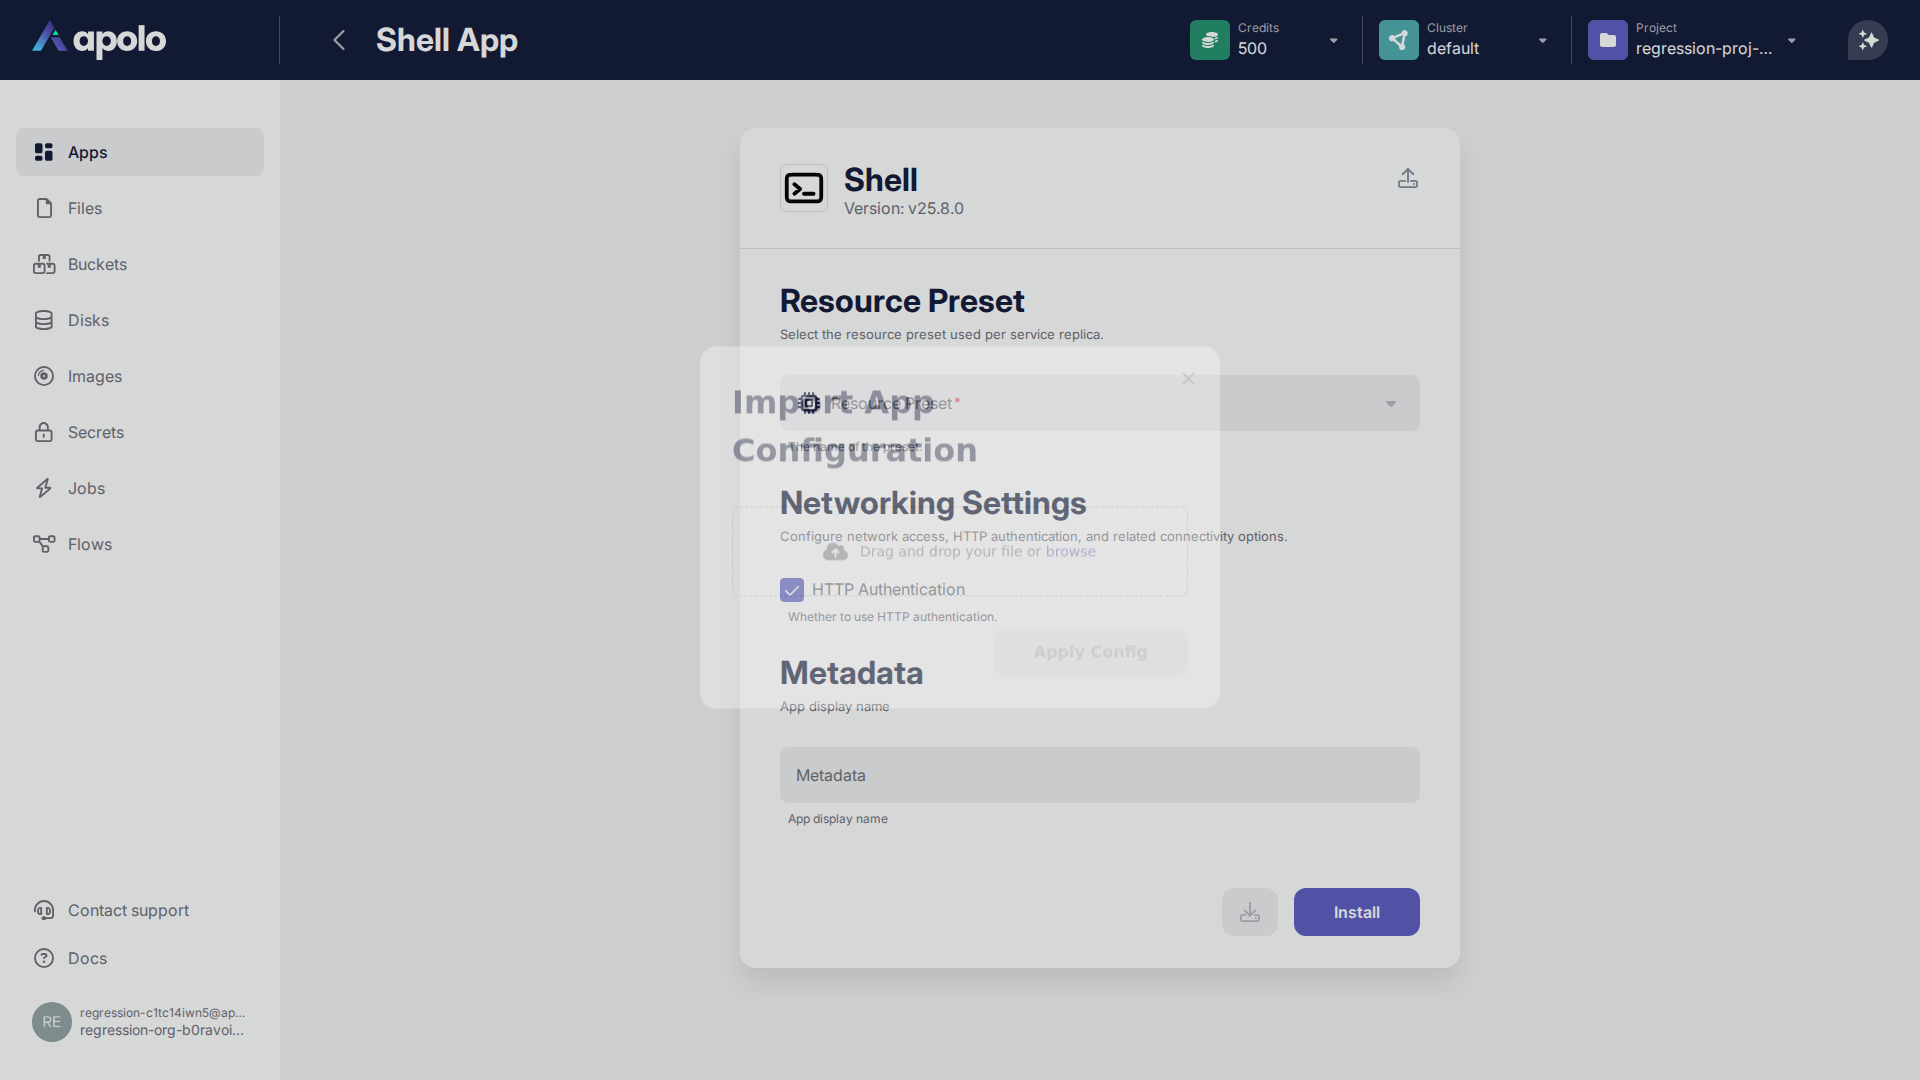 apolo
Shell App
Credits
500
Cluster
default
Project
regression-proj-...
Apps
Files
Buckets
Disks
Images
Secrets
Jobs
Flows
Contact support
Docs
RE
regression-c1tc14iwn5@ap...
regression-org-b0ravoi...
Shell
Version: v25.8.0
Resource Preset
Select the resource preset used per service replica.
Resource Preset*
The name of the preset.
Networking Settings
Configure network access, HTTP authentication, and related connectivity options.
HTTP Authentication
Whether to use HTTP authentication.
Metadata
App display name
Metadata
App display name
Install
Import App
Configuration
Drag and drop your file or browse
Apply Config